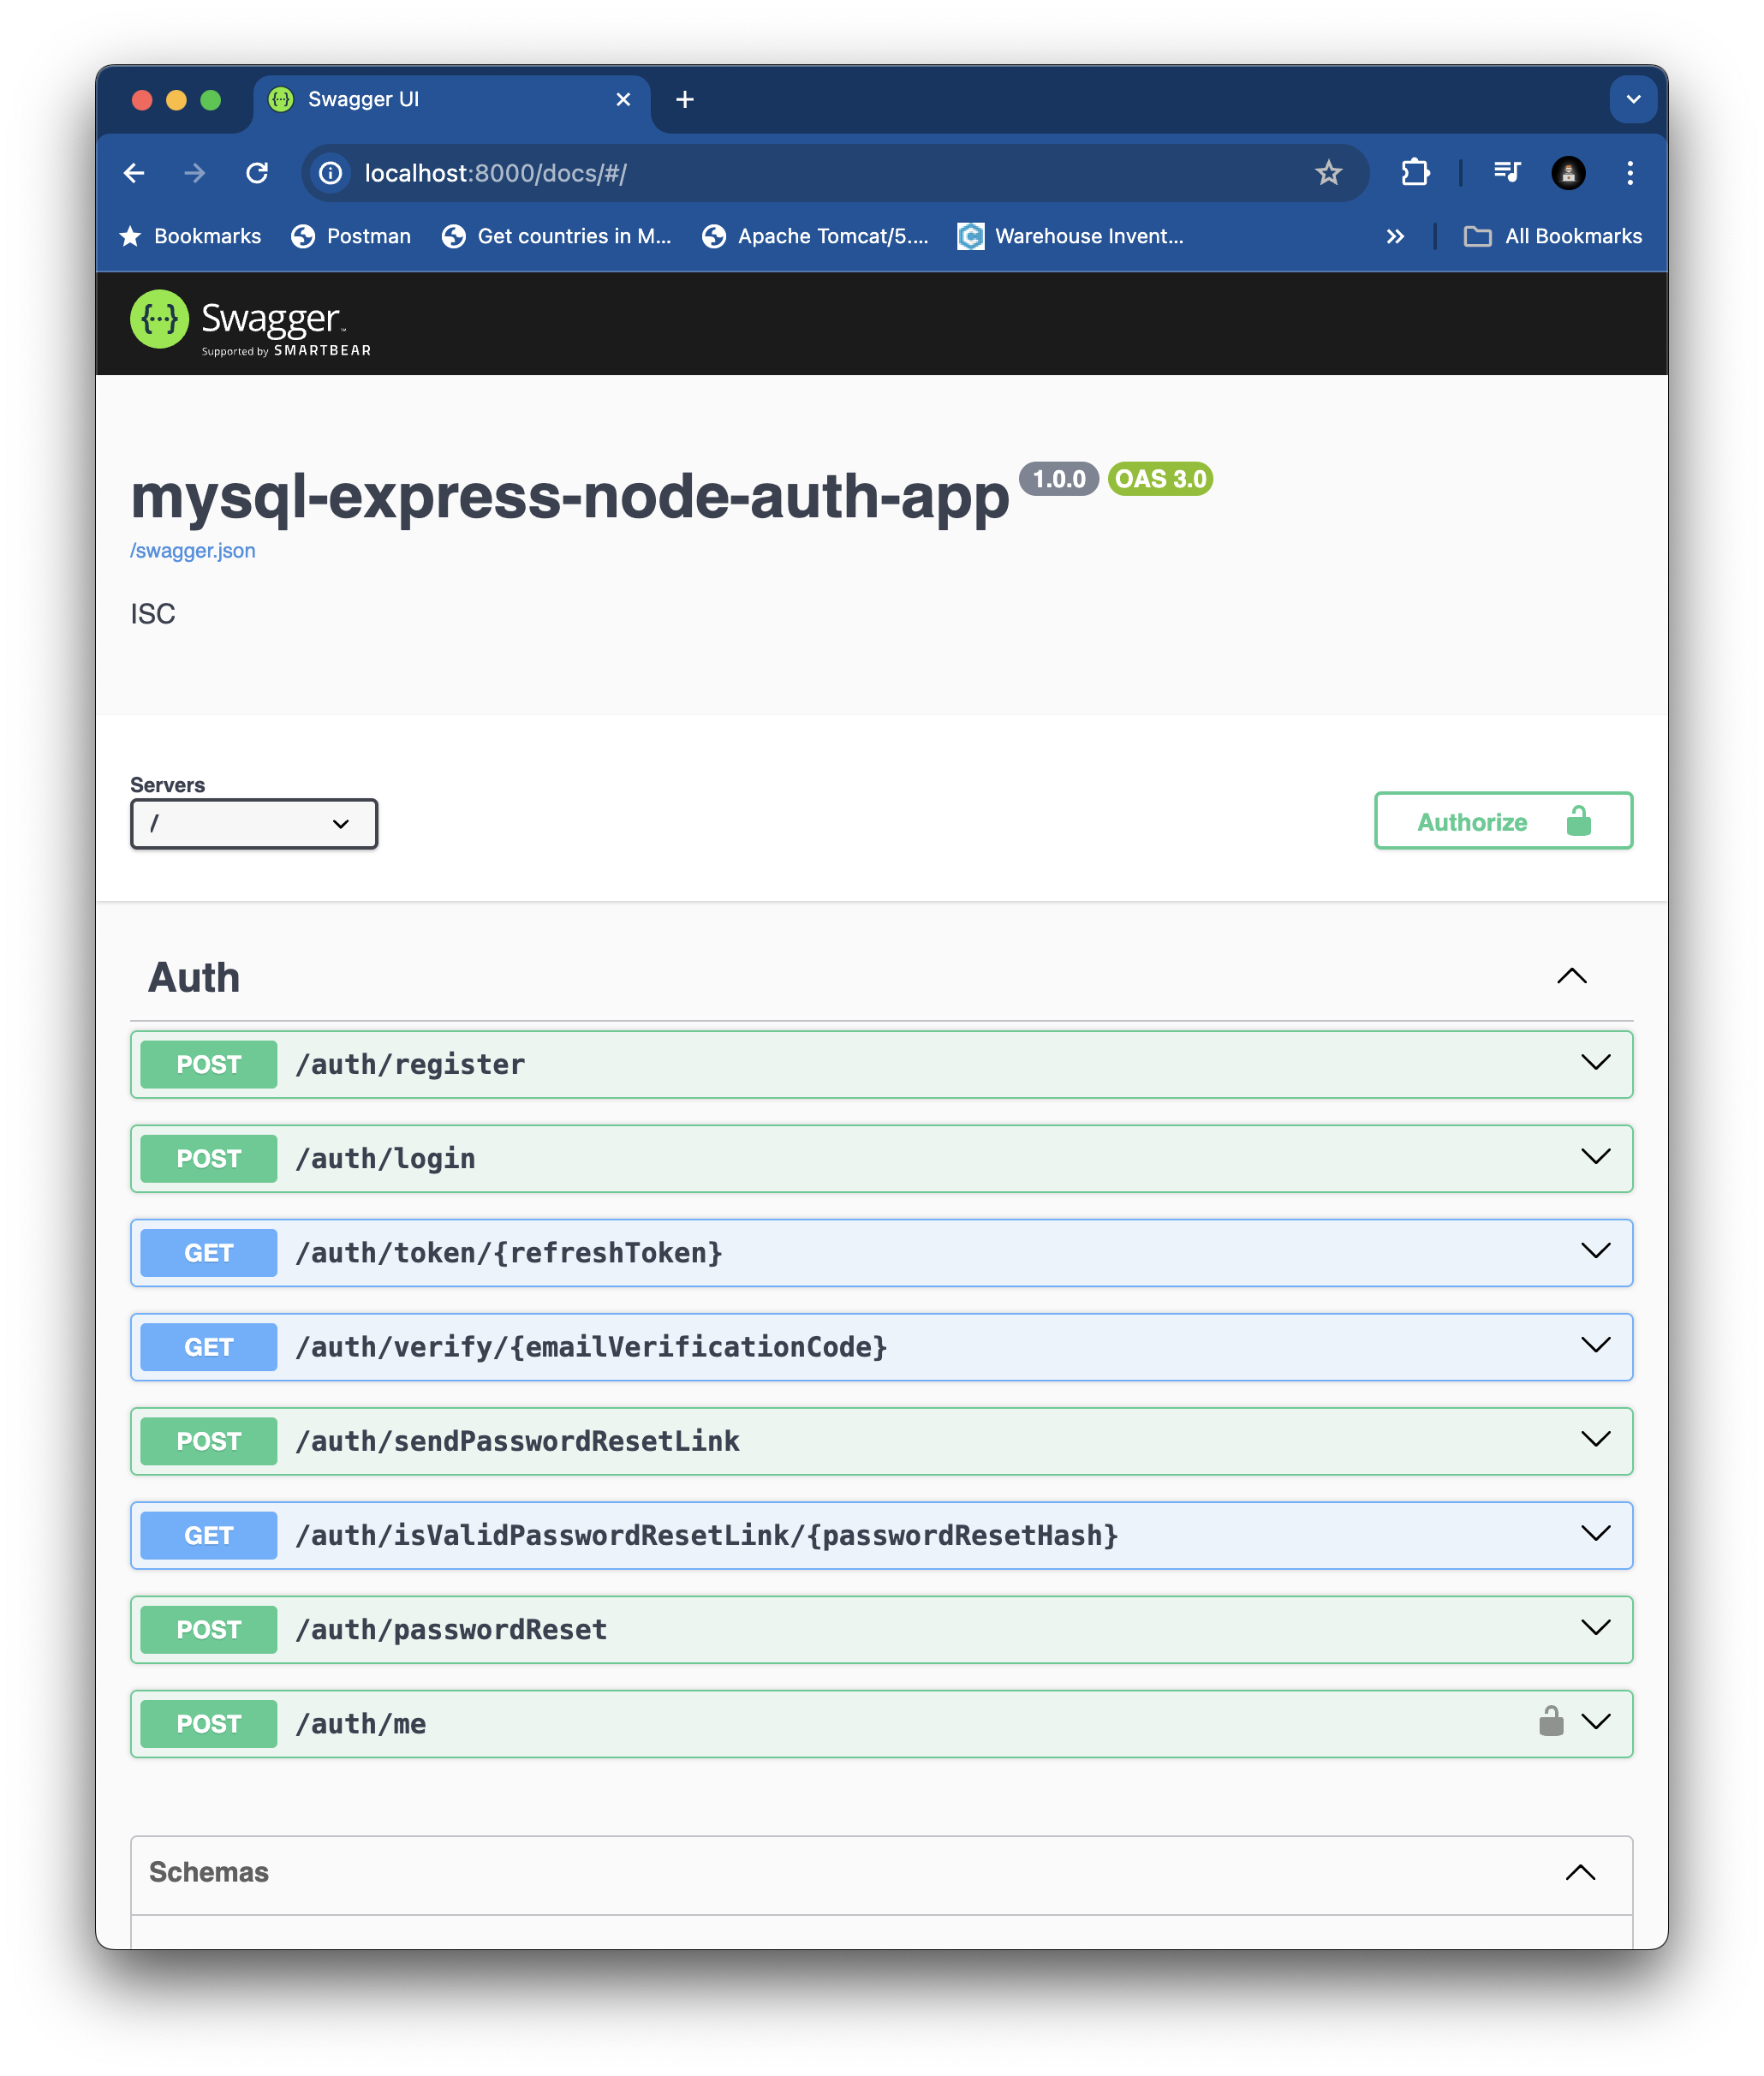 Swagger UI
localhost:8000/docs/#/
Bookmarks
Postman
Get countries in M...
Apache Tomcat/5....
Warehouse Invent...
All Bookmarks
Swagger™
Supported by SMARTBEAR
mysql-express-node-auth-app 1.0.0 OAS 3.0
/swagger.json
ISC
Servers
/
Authorize
Auth
POST /auth/register
POST /auth/login
GET /auth/token/{refreshToken}
GET /auth/verify/{emailVerificationCode}
POST /auth/sendPasswordResetLink
GET /auth/isValidPasswordResetLink/{passwordResetHash}
POST /auth/passwordReset
POST /auth/me
Schemas